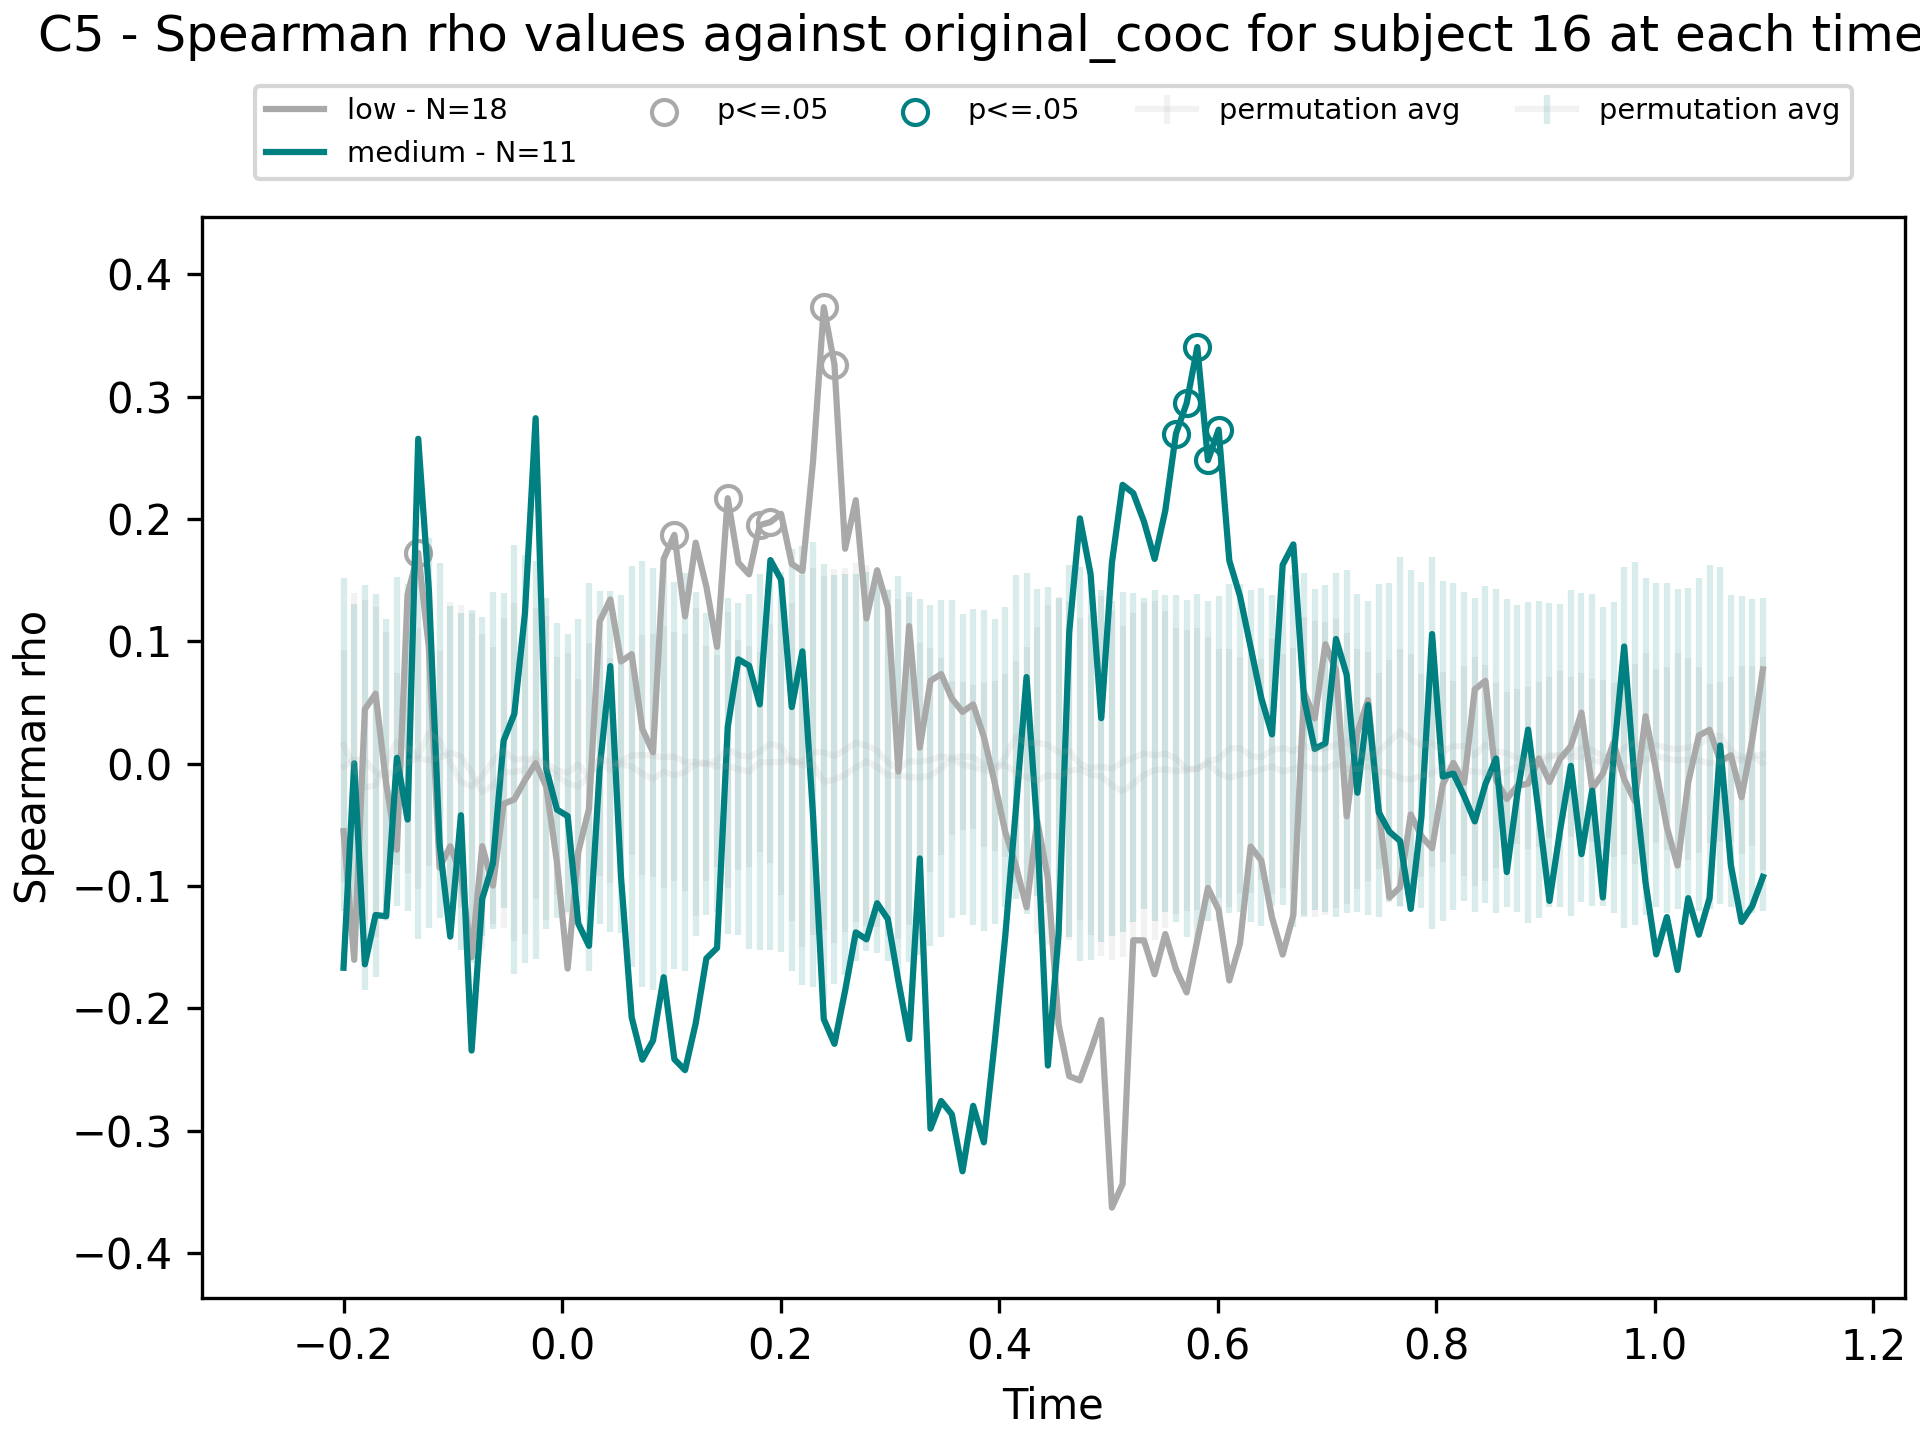 C5 - Spearman rho values against original_cooc for subject 16 at each time
low - N=18
medium - N=11
p<=.05
p<=.05
permutation avg
permutation avg
Spearman rho
0.4
0.3
0.2
0.1
0.0
−0.1
−0.2
−0.3
−0.4
−0.2 0.0 0.2 0.4 0.6 0.8 1.0 1.2
Time